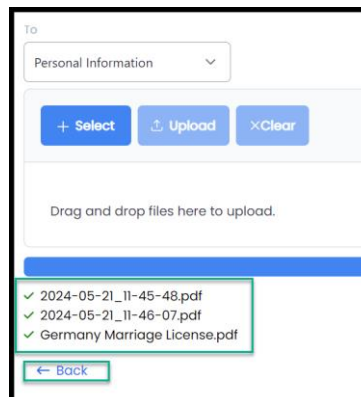 To
Personal Information
+ Select Upload ×Clear
Drag and drop files here to upload.
✓ 2024-05-21_11-45-48.pdf
✓ 2024-05-21_11-46-07.pdf
✓ Germany Marriage License.pdf
← Back